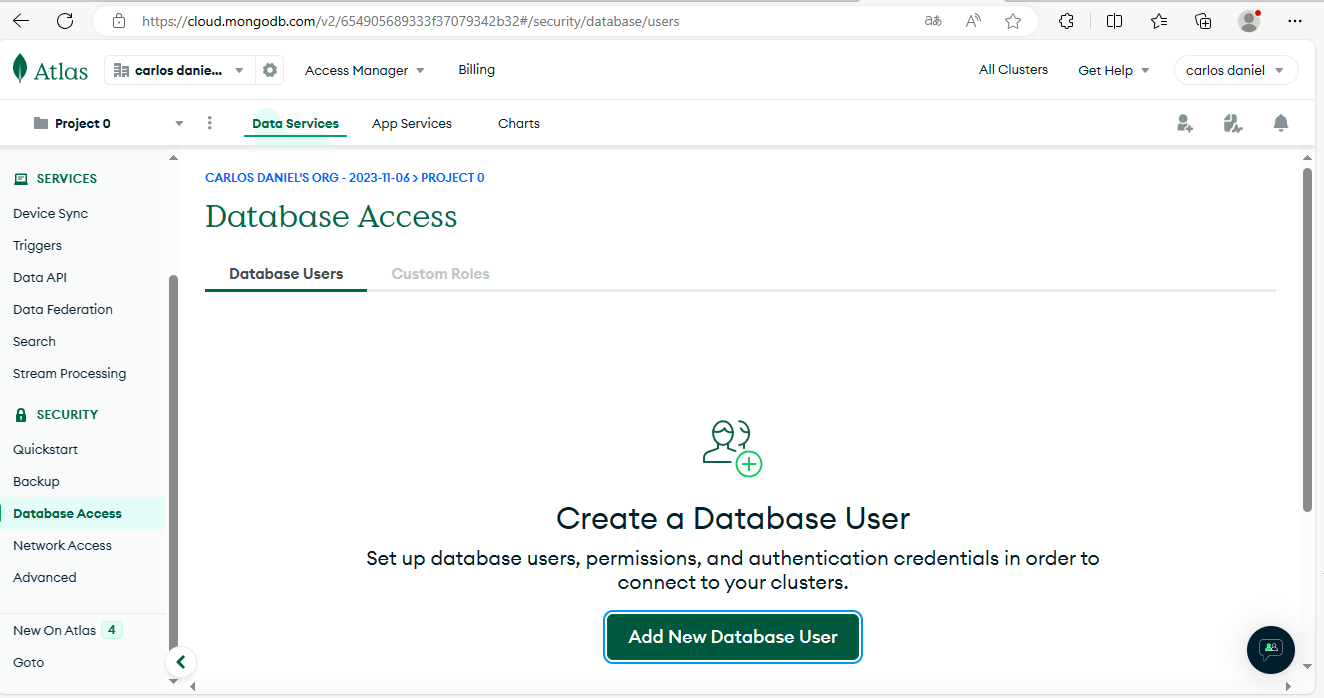 https://cloud.mongodb.com/v2/654905689333f37079342b32#/security/database/users
Atlas
carlos danie...
Access Manager
Billing
All Clusters
Get Help
carlos daniel
Project 0
Data Services
App Services
Charts
SERVICES
Device Sync
Triggers
Data API
Data Federation
Search
Stream Processing
SECURITY
Quickstart
Backup
Database Access
Network Access
Advanced
New On Atlas 4
Goto
CARLOS DANIEL'S ORG - 2023-11-06 > PROJECT 0
Database Access
Database Users
Custom Roles
Create a Database User
Set up database users, permissions, and authentication credentials in order to
connect to your clusters.
Add New Database User